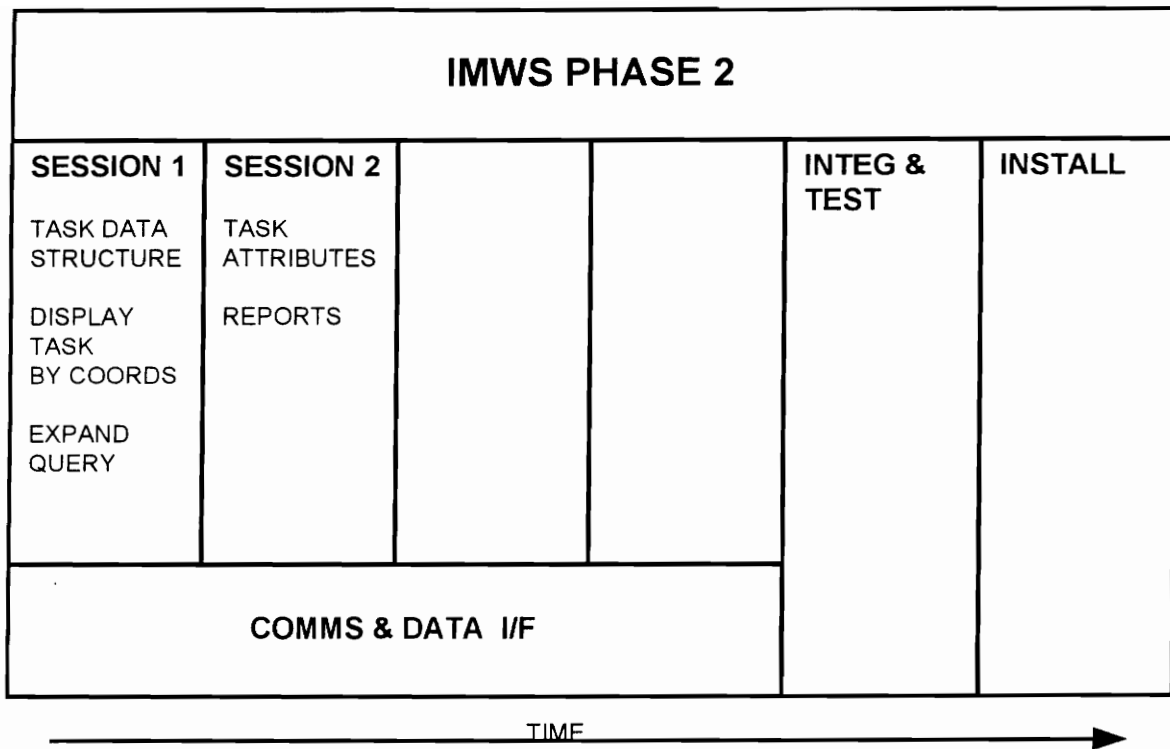 IMWS PHASE 2
SESSION 1
TASK DATA
STRUCTURE
DISPLAY
TASK
BY COORDS
EXPAND
QUERY
SESSION 2
TASK
ATTRIBUTES
REPORTS
INTEG &
TEST
INSTALL
COMMS & DATA I/F
TIME